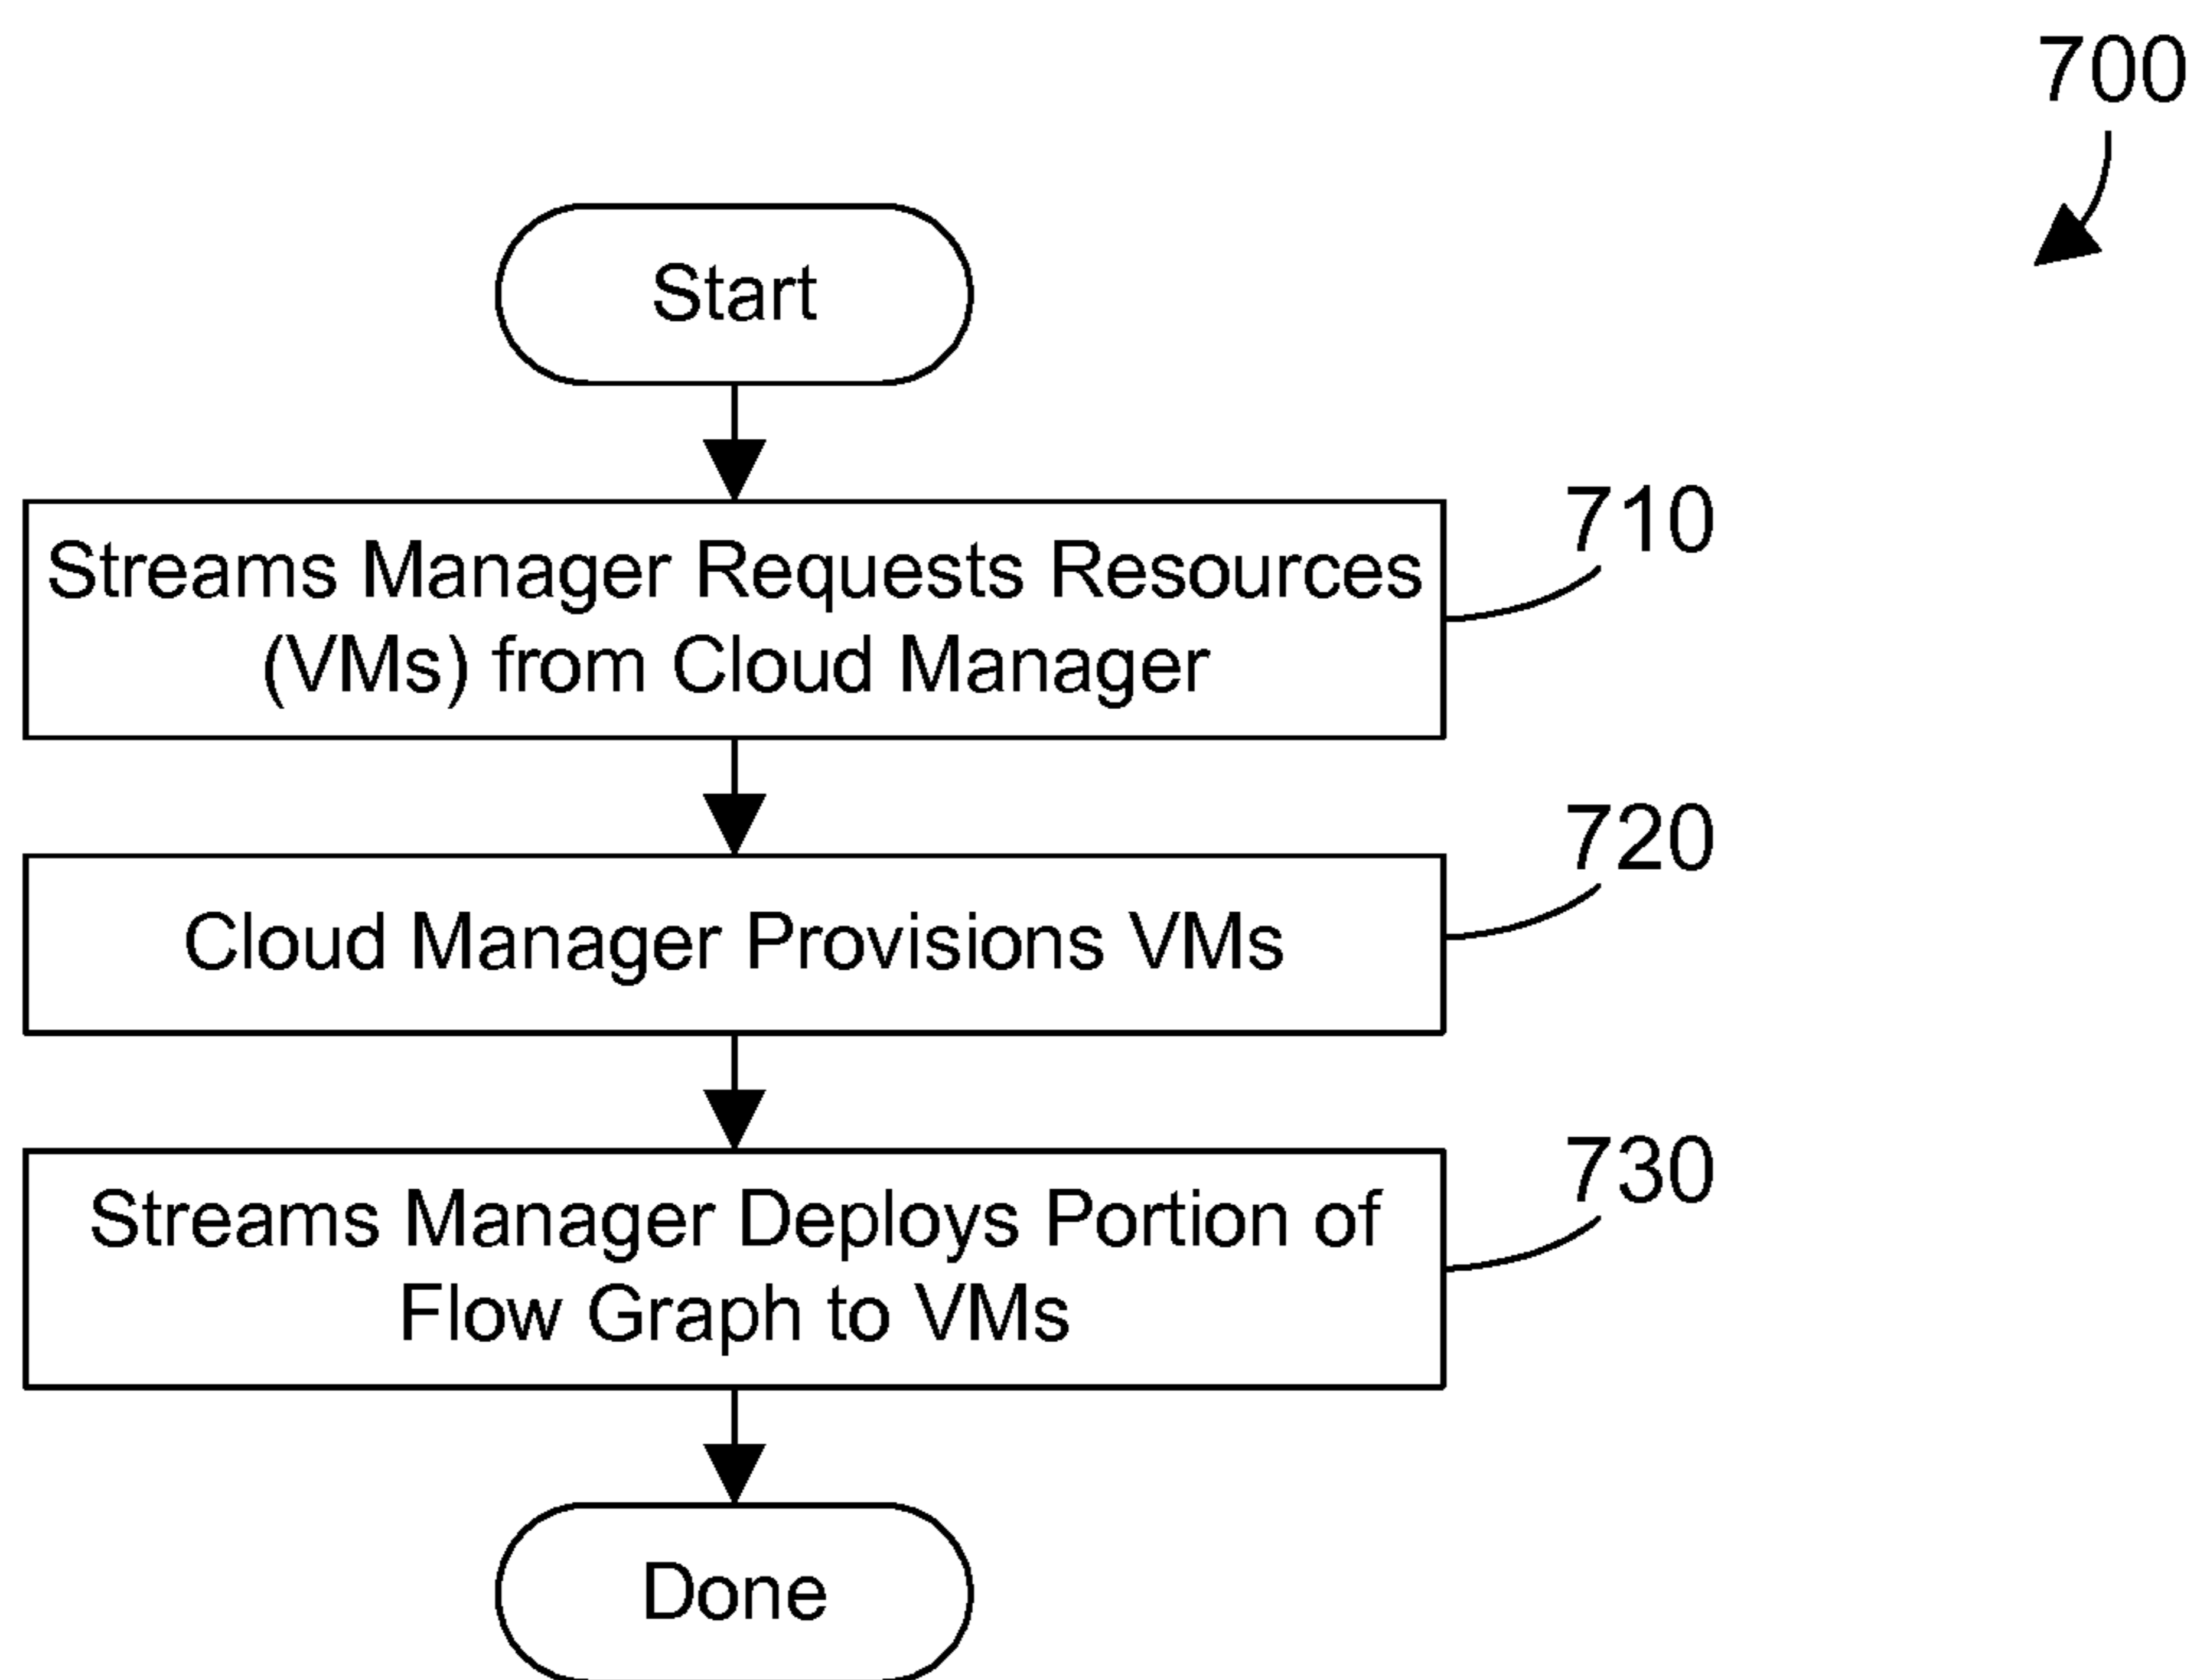 700
Start
Streams Manager Requests Resources
(VMs) from Cloud Manager
710
Cloud Manager Provisions VMs
720
Streams Manager Deploys Portion of
Flow Graph to VMs
730
Done